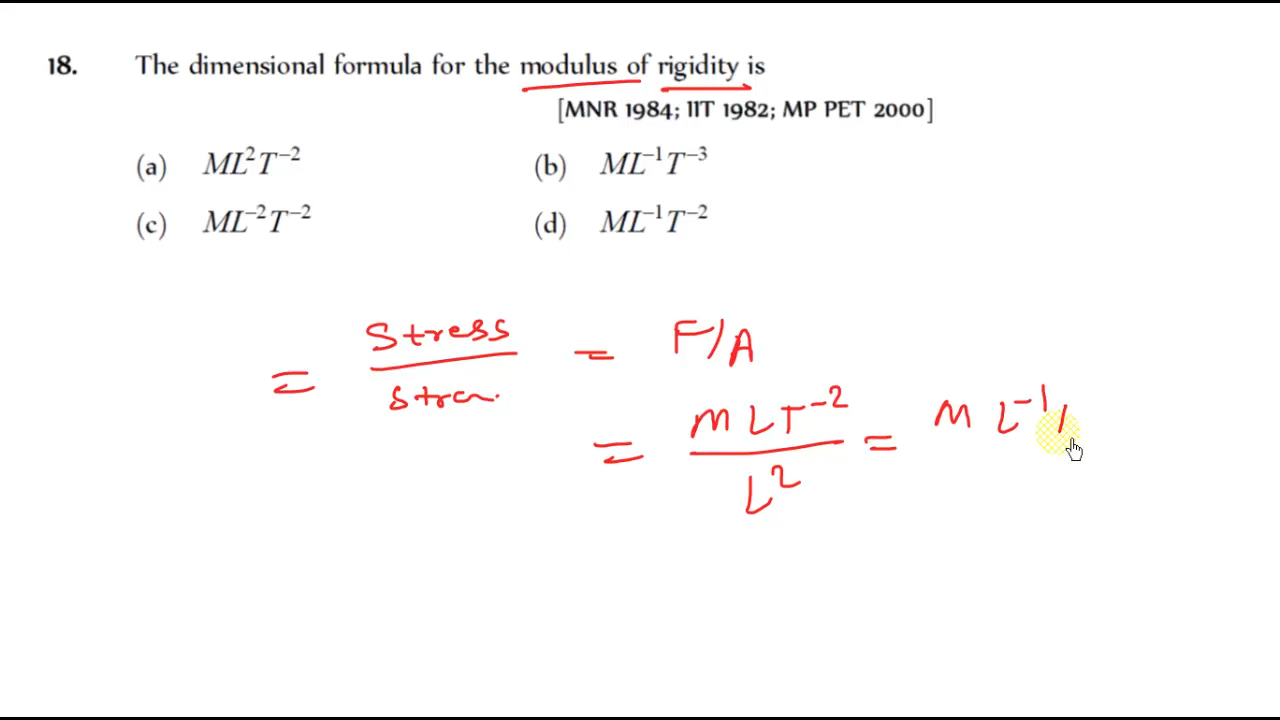 18. The dimensional formula for the modulus of rigidity is
[MNR 1984; IIT 1982; MP PET 2000]
(a) ML²T⁻² (b) ML⁻¹T⁻³
(c) ML⁻²T⁻² (d) ML⁻¹T⁻²
= Stress / Stra. = F/A
= MLT⁻² / L² = M L⁻¹